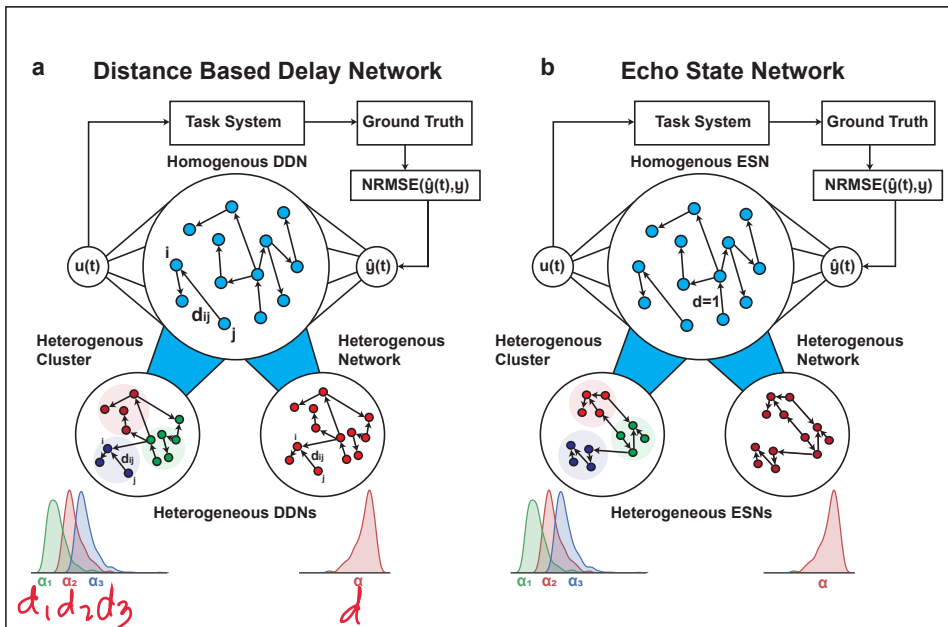 a Distance Based Delay Network
Task System
Ground Truth
Homogenous DDN
NRMSE(ŷ(t),y)
u(t)
ŷ(t)
i
dij
j
Heterogenous
Cluster
Heterogenous
Network
i
dij
j
i
dij
j
Heterogeneous DDNs
α₁ α₂ α₃
α
d₁ d₂ d₃
d
b Echo State Network
Task System
Ground Truth
Homogenous ESN
NRMSE(ŷ(t),y)
u(t)
ŷ(t)
d=1
Heterogenous
Cluster
Heterogenous
Network
Heterogeneous ESNs
α₁ α₂ α₃
α